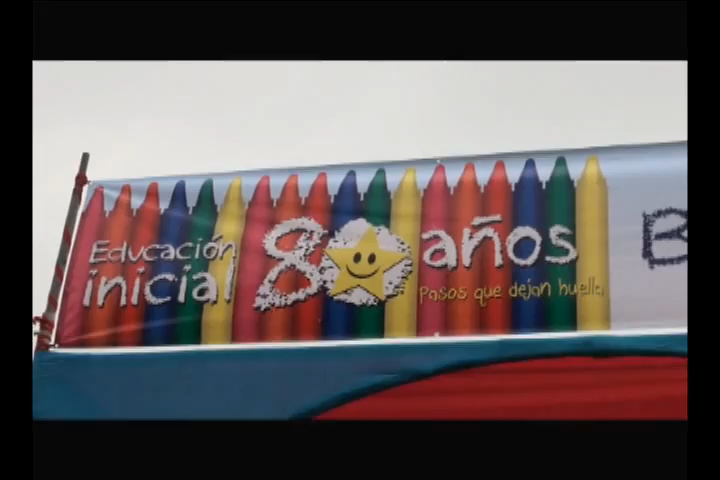 Educación
inicial
80 años
Pasos que dejan huella
B